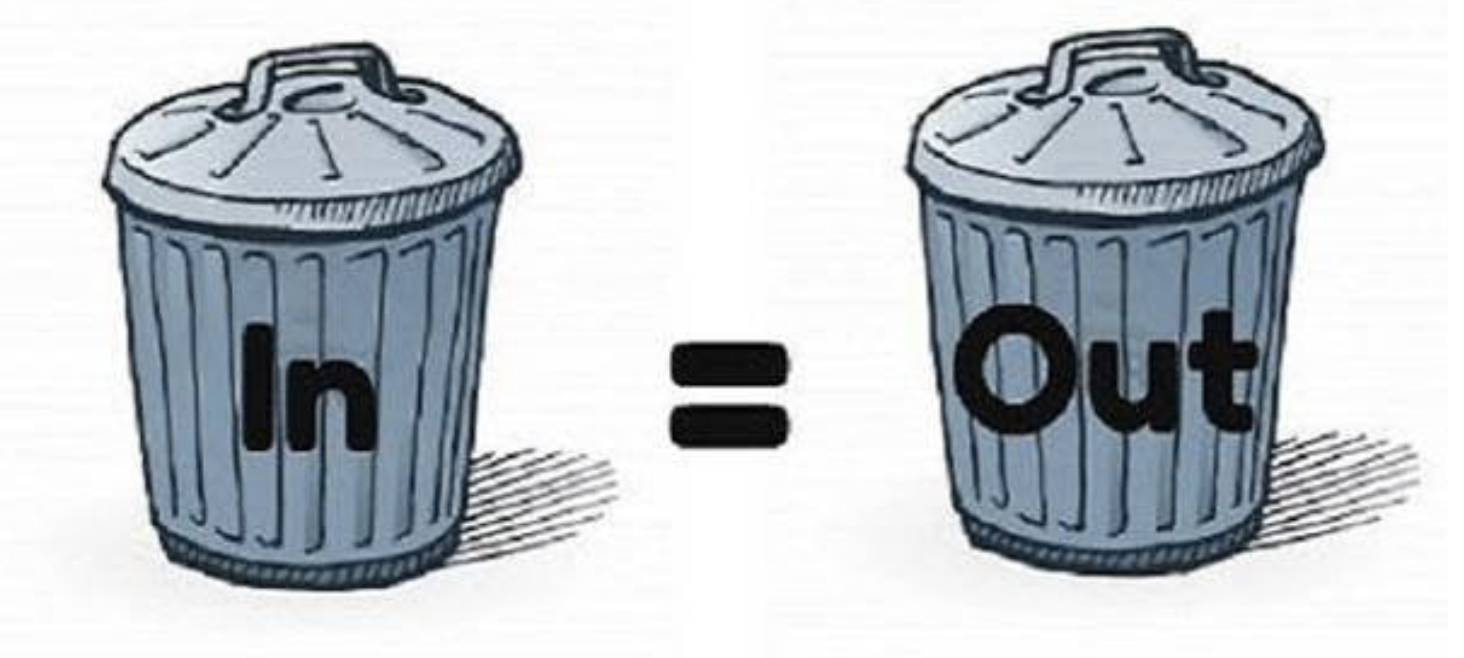 In = Out